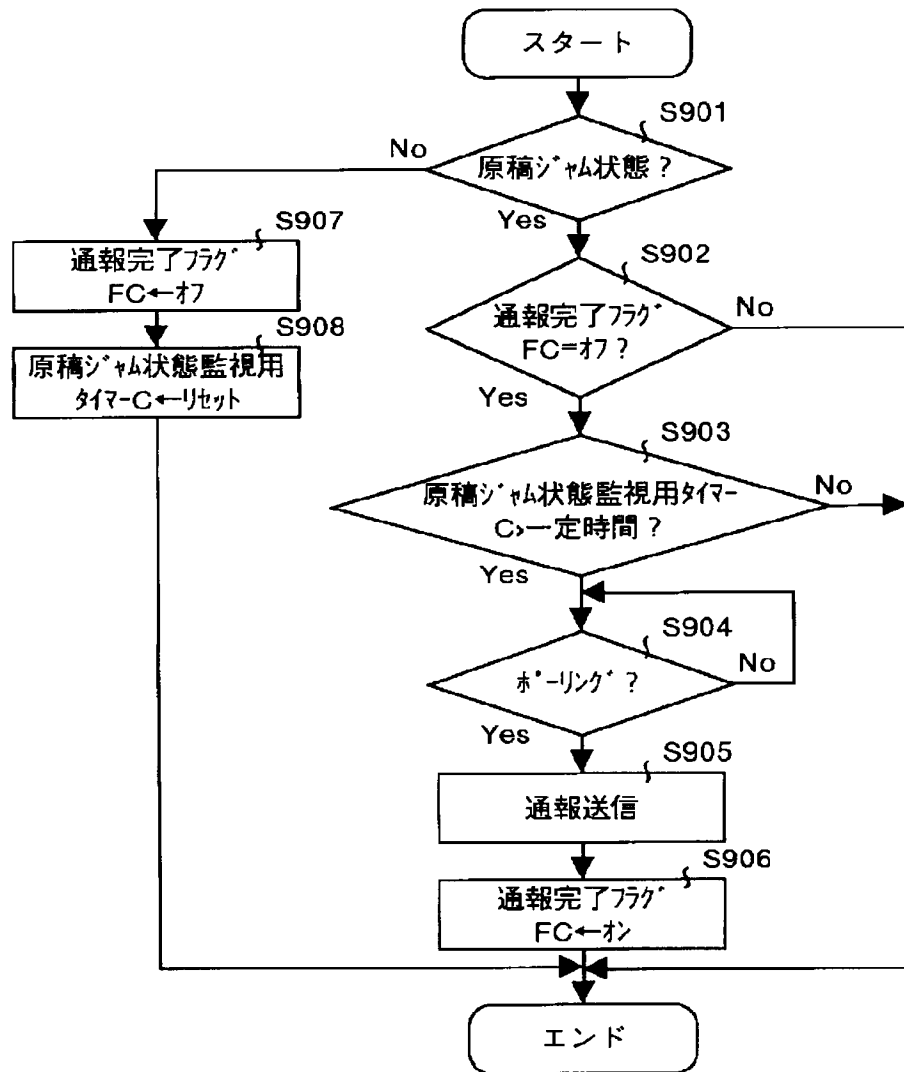 スタート
S901
原稿ジャム状態?
No
Yes
S907
通報完了フラグ
FC←オフ
S908
原稿ジャム状態監視用
タイマーC←リセット
S902
通報完了フラグ
FC=オフ?
No
Yes
S903
原稿ジャム状態監視用タイマー
C>一定時間?
No
Yes
S904
ポーリング?
No
Yes
S905
通報送信
S906
通報完了フラグ
FC←オン
エンド